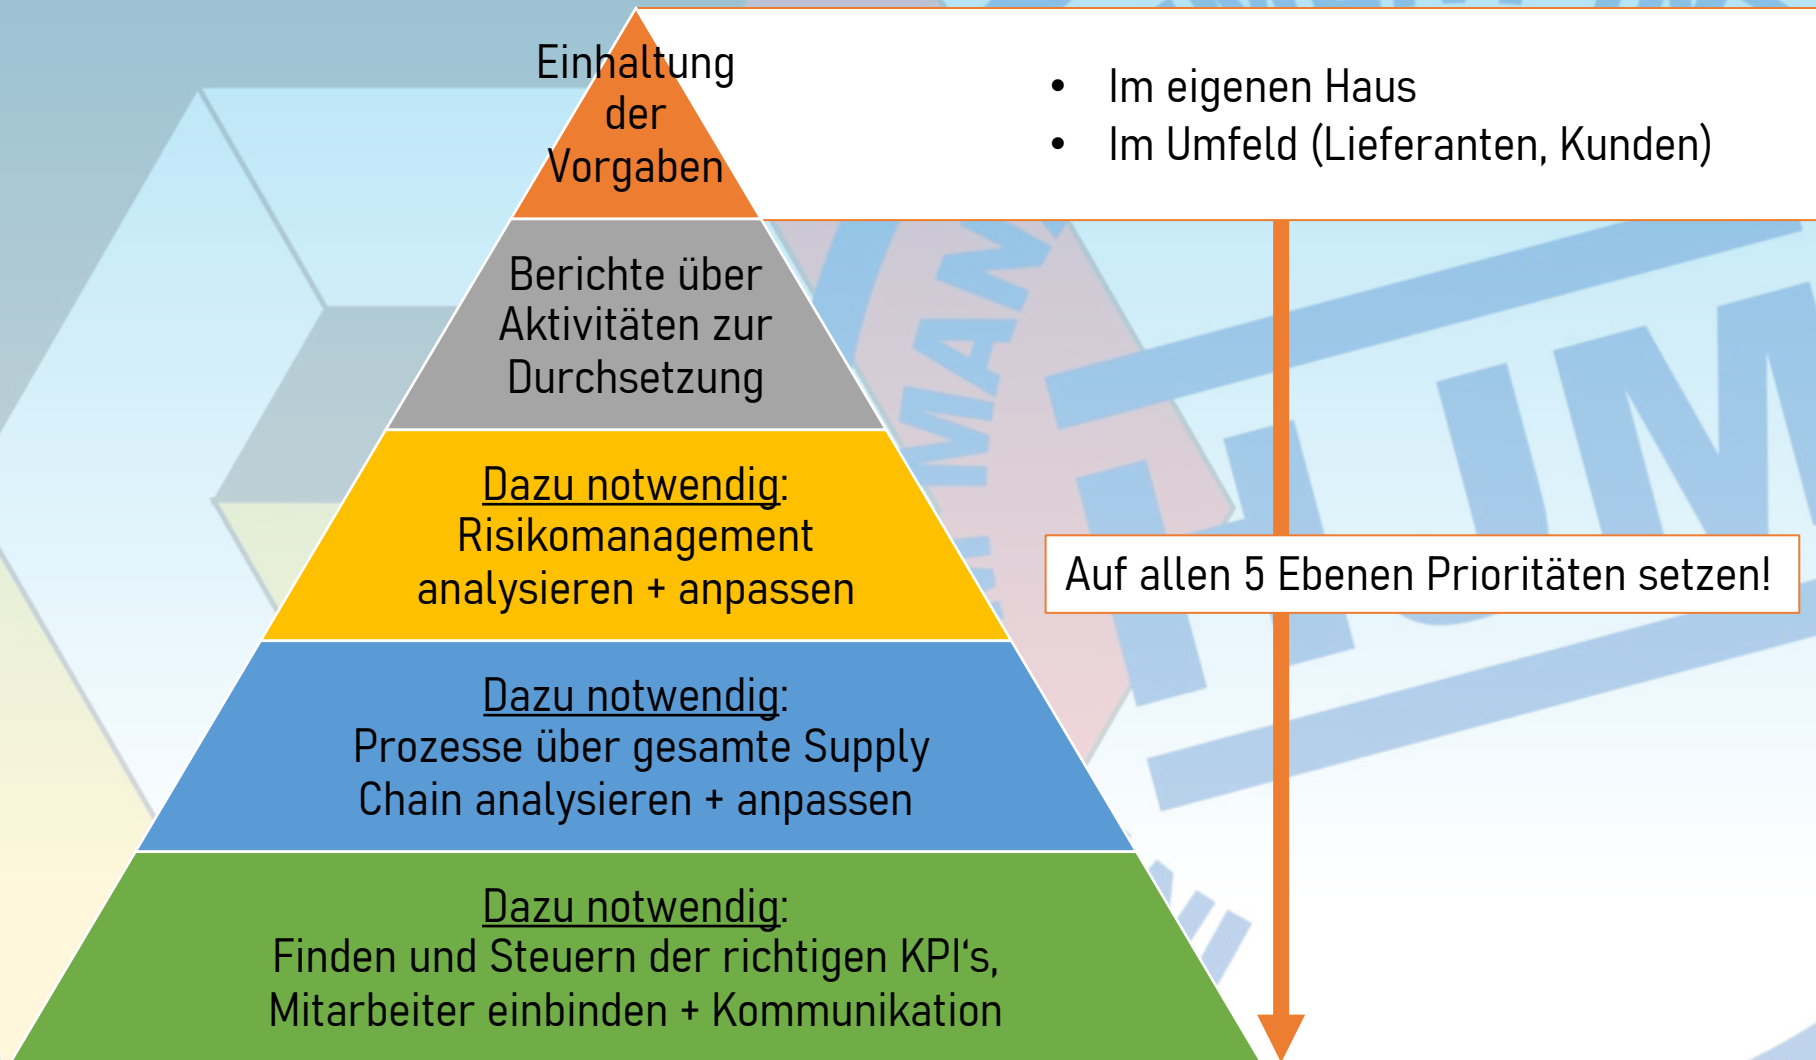 Einhaltung
der
Vorgaben
• Im eigenen Haus
• Im Umfeld (Lieferanten, Kunden)
Berichte über
Aktivitäten zur
Durchsetzung
Dazu notwendig:
Risikomanagement
analysieren + anpassen
Auf allen 5 Ebenen Prioritäten setzen!
Dazu notwendig:
Prozesse über gesamte Supply
Chain analysieren + anpassen
Dazu notwendig:
Finden und Steuern der richtigen KPI‘s,
Mitarbeiter einbinden + Kommunikation